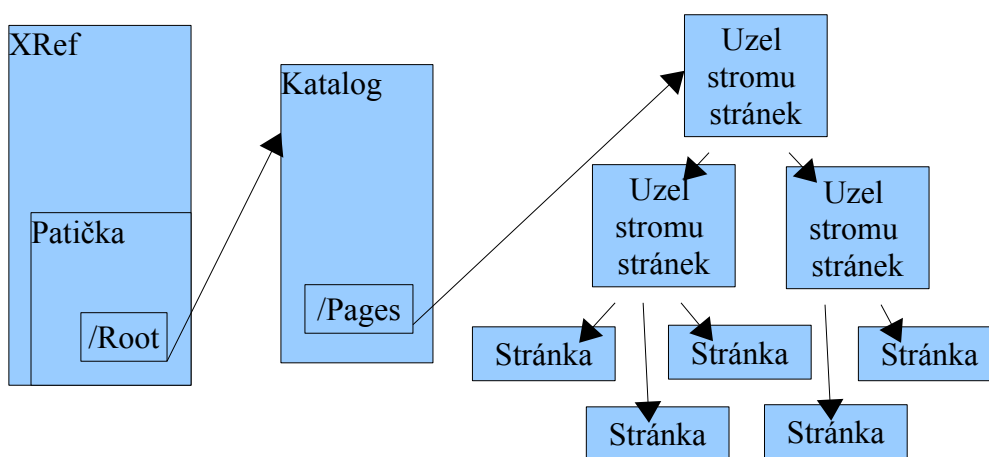 XRef
Patička
/Root
Katalog
/Pages
Uzel
stromu
stránek
Uzel
stromu
stránek
Uzel
stromu
stránek
Stránka
Stránka
Stránka
Stránka
Stránka